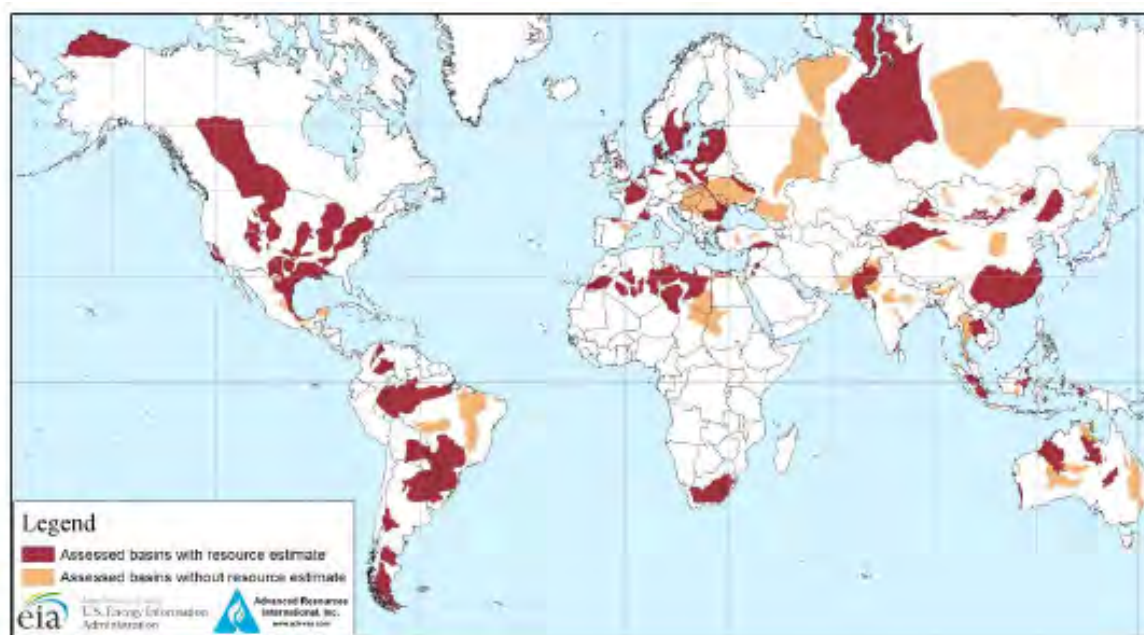 Legend
Assessed basins with resource estimate
Assessed basins without resource estimate
eia
U.S. Energy Information
Administration
Advanced Resources
International, Inc.